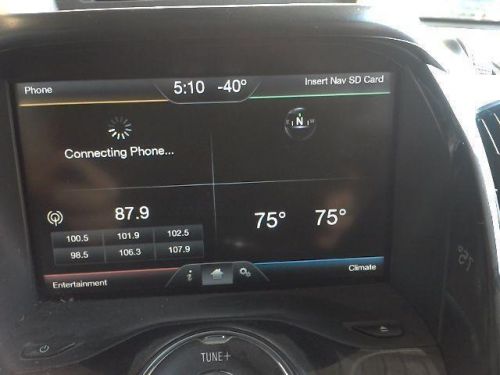 Phone
5:10 -40°
Insert Nav SD Card
Connecting Phone...
N
87.9
100.5 101.9 102.5
98.5 106.3 107.9
75° 75°
i
Entertainment
Climate
TUNE+